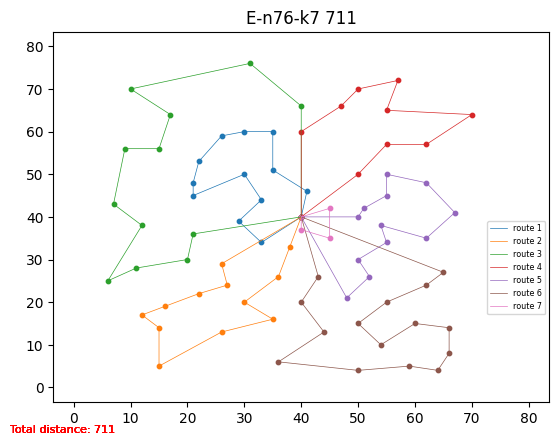 E-n76-k7 711
80
70
60
50
40
30
20
10
0
route 1
route 2
route 3
route 4
route 5
route 6
route 7
0 10 20 30 40 50 60 70 80
Total distance: 711